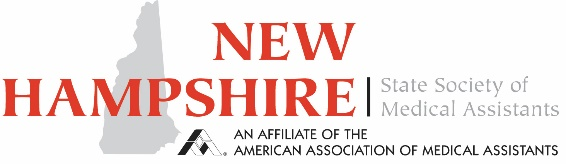 NEW
HAMPSHIRE
State Society of
Medical Assistants
AN AFFILIATE OF THE
AMERICAN ASSOCIATION OF MEDICAL ASSISTANTS